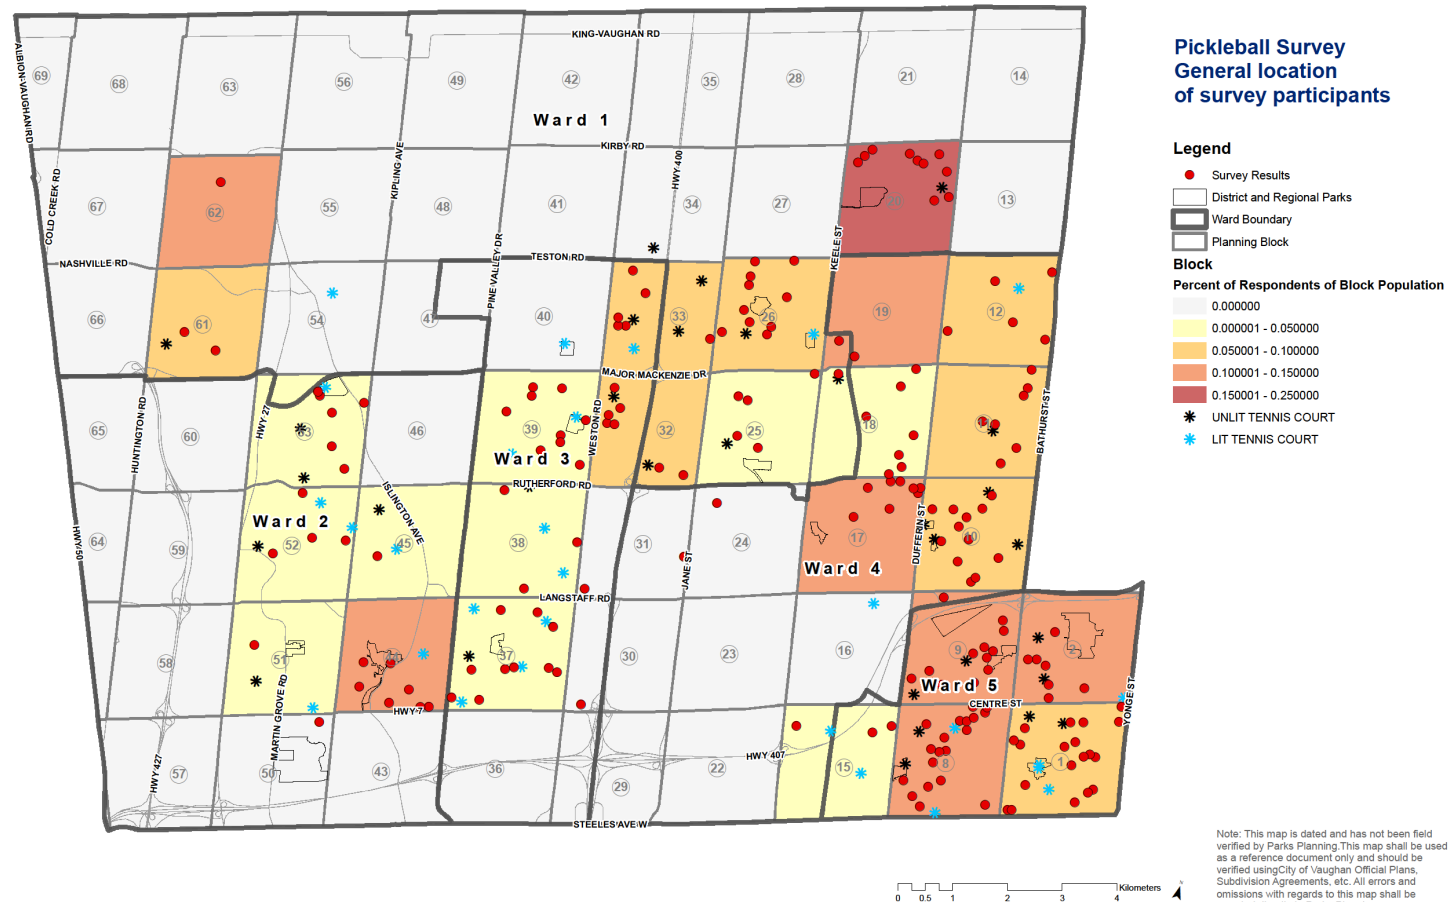 Pickleball Survey
General location
of survey participants
Legend
Survey Results
District and Regional Parks
Ward Boundary
Planning Block
Block
Percent of Respondents of Block Population
0.000000
0.000001 - 0.050000
0.050001 - 0.100000
0.100001 - 0.150000
0.150001 - 0.250000
UNLIT TENNIS COURT
LIT TENNIS COURT
KING-VAUGHAN RD
69
68
63
56
49
42
35
28
21
14
ALBION-VAUGHAN RD
Ward 1
KIRBY RD
KIPLING AVE
HWY 400
COLD CREEK RD
67
62
55
48
41
34
27
20
13
KEELE ST
PINE VALLEY DR
NASHVILLE RD
TESTON RD
66
61
54
47
40
33
26
19
12
MAJOR MACKENZIE DR
HUNTINGTON RD
HWY 27
WESTON RD
BATHURST ST
65
60
53
46
39
32
25
18
11
Ward 3
RUTHERFORD RD
ISLINGTON AVE
Ward 2
HWY 50
64
59
52
45
38
31
24
17
10
JANE ST
DUFFERIN ST
Ward 4
LANGSTAFF RD
58
51
44
37
30
23
16
9
2
MARTIN GROVE RD
Ward 5
HWY 7
CENTRE ST
YONGE ST
HWY 427
57
50
43
36
29
22
HWY 407
15
8
1
STEELES AVE W
Kilometers
0 0.5 1 2 3 4
N
Note: This map is dated and has not been field
verified by Parks Planning.This map shall be used
as a reference document only and should be
verified usingCity of Vaughan Official Plans,
Subdivision Agreements, etc. All errors and
omissions with regards to this map shall be